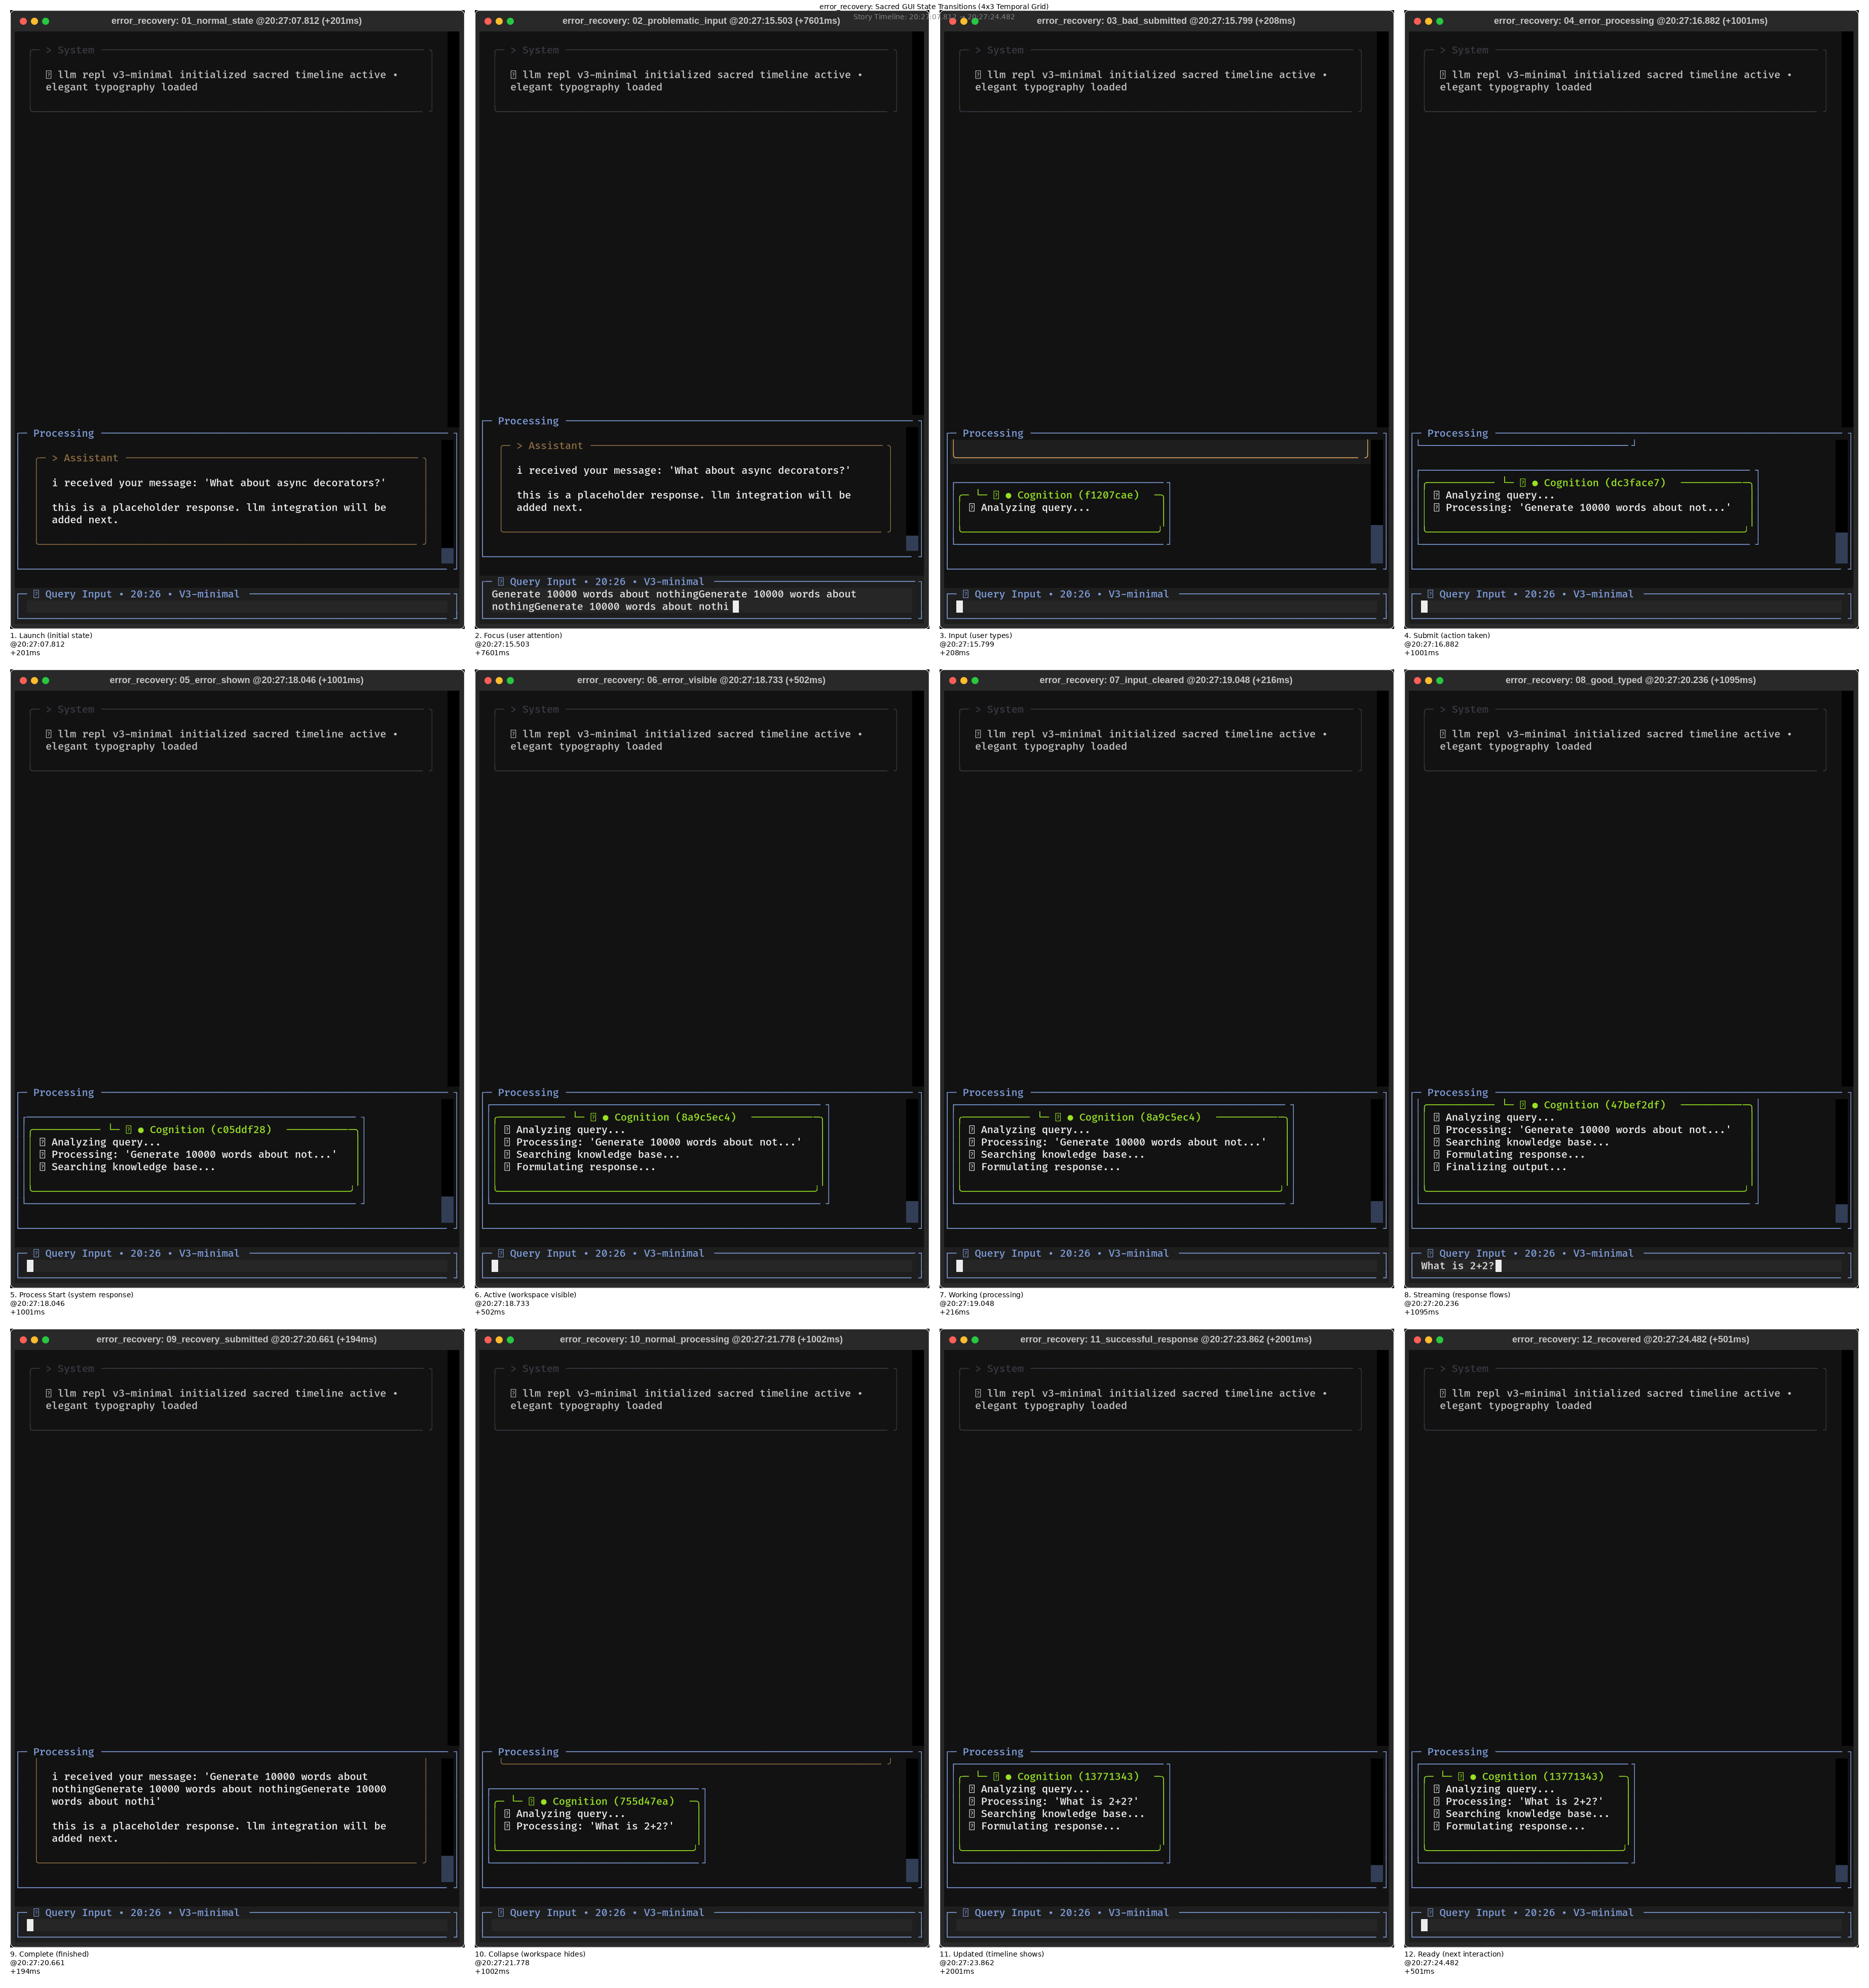 error_recovery: Sacred GUI State Transitions (4x3 Temporal Grid)
Story Timeline: 20:27:07.812 → 20:27:24.482
error_recovery: 01_normal_state @20:27:07.812 (+201ms)
> System
llm repl v3-minimal initialized sacred timeline active •
elegant typography loaded
Processing
> Assistant
i received your message: 'What about async decorators?'
this is a placeholder response. llm integration will be
added next.
Query Input • 20:26 • V3-minimal
1. Launch (initial state)
@20:27:07.812
+201ms
error_recovery: 02_problematic_input @20:27:15.503 (+7601ms)
> System
llm repl v3-minimal initialized sacred timeline active •
elegant typography loaded
Processing
> Assistant
i received your message: 'What about async decorators?'
this is a placeholder response. llm integration will be
added next.
Query Input • 20:26 • V3-minimal
Generate 10000 words about nothingGenerate 10000 words about
nothingGenerate 10000 words about nothi
2. Focus (user attention)
@20:27:15.503
+7601ms
error_recovery: 03_bad_submitted @20:27:15.799 (+208ms)
> System
llm repl v3-minimal initialized sacred timeline active •
elegant typography loaded
Processing
● Cognition (f1207cae)
Analyzing query...
Query Input • 20:26 • V3-minimal
3. Input (user types)
@20:27:15.799
+208ms
error_recovery: 04_error_processing @20:27:16.882 (+1001ms)
> System
llm repl v3-minimal initialized sacred timeline active •
elegant typography loaded
Processing
● Cognition (dc3face7)
Analyzing query...
Processing: 'Generate 10000 words about not...'
Query Input • 20:26 • V3-minimal
4. Submit (action taken)
@20:27:16.882
+1001ms
error_recovery: 05_error_shown @20:27:18.046 (+1001ms)
> System
llm repl v3-minimal initialized sacred timeline active •
elegant typography loaded
Processing
● Cognition (c05ddf28)
Analyzing query...
Processing: 'Generate 10000 words about not...'
Searching knowledge base...
Query Input • 20:26 • V3-minimal
5. Process Start (system response)
@20:27:18.046
+1001ms
error_recovery: 06_error_visible @20:27:18.733 (+502ms)
> System
llm repl v3-minimal initialized sacred timeline active •
elegant typography loaded
Processing
● Cognition (8a9c5ec4)
Analyzing query...
Processing: 'Generate 10000 words about not...'
Searching knowledge base...
Formulating response...
Query Input • 20:26 • V3-minimal
6. Active (workspace visible)
@20:27:18.733
+502ms
error_recovery: 07_input_cleared @20:27:19.048 (+216ms)
> System
llm repl v3-minimal initialized sacred timeline active •
elegant typography loaded
Processing
● Cognition (8a9c5ec4)
Analyzing query...
Processing: 'Generate 10000 words about not...'
Searching knowledge base...
Formulating response...
Query Input • 20:26 • V3-minimal
7. Working (processing)
@20:27:19.048
+216ms
error_recovery: 08_good_typed @20:27:20.236 (+1095ms)
> System
llm repl v3-minimal initialized sacred timeline active •
elegant typography loaded
Processing
● Cognition (47bef2df)
Analyzing query...
Processing: 'Generate 10000 words about not...'
Searching knowledge base...
Formulating response...
Finalizing output...
Query Input • 20:26 • V3-minimal
What is 2+2?
8. Streaming (response flows)
@20:27:20.236
+1095ms
error_recovery: 09_recovery_submitted @20:27:20.661 (+194ms)
> System
llm repl v3-minimal initialized sacred timeline active •
elegant typography loaded
Processing
i received your message: 'Generate 10000 words about
nothingGenerate 10000 words about nothingGenerate 10000
words about nothi'
this is a placeholder response. llm integration will be
added next.
Query Input • 20:26 • V3-minimal
9. Complete (finished)
@20:27:20.661
+194ms
error_recovery: 10_normal_processing @20:27:21.778 (+1002ms)
> System
llm repl v3-minimal initialized sacred timeline active •
elegant typography loaded
Processing
● Cognition (755d47ea)
Analyzing query...
Processing: 'What is 2+2?'
Query Input • 20:26 • V3-minimal
10. Collapse (workspace hides)
@20:27:21.778
+1002ms
error_recovery: 11_successful_response @20:27:23.862 (+2001ms)
> System
llm repl v3-minimal initialized sacred timeline active •
elegant typography loaded
Processing
● Cognition (13771343)
Analyzing query...
Processing: 'What is 2+2?'
Searching knowledge base...
Formulating response...
Query Input • 20:26 • V3-minimal
11. Updated (timeline shows)
@20:27:23.862
+2001ms
error_recovery: 12_recovered @20:27:24.482 (+501ms)
> System
llm repl v3-minimal initialized sacred timeline active •
elegant typography loaded
Processing
● Cognition (13771343)
Analyzing query...
Processing: 'What is 2+2?'
Searching knowledge base...
Formulating response...
Query Input • 20:26 • V3-minimal
12. Ready (next interaction)
@20:27:24.482
+501ms